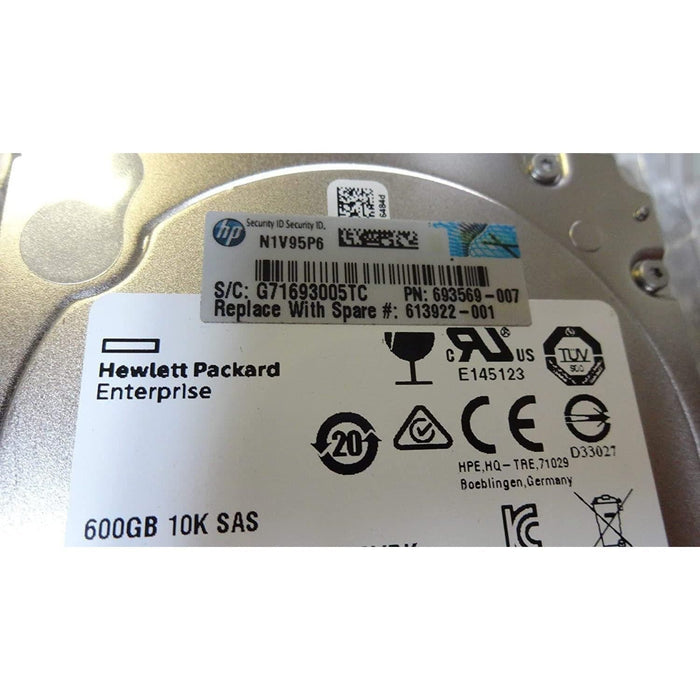 6484d
hp Security ID Security ID.
N1V95P6
S/C: G71693005TC PN: 693569-007
Replace With Spare #: 613922-001
Hewlett Packard
Enterprise
C US
E145123
TÜV
20
CE
D33027
HPE,HQ-TRE,71029
Boeblingen,Germany
600GB 10K SAS